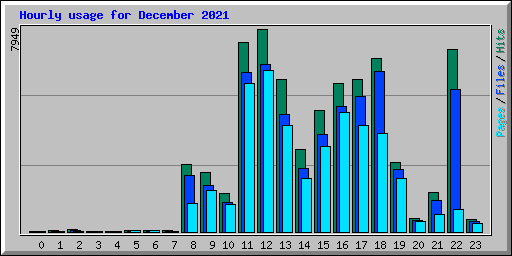 Hourly usage for December 2021
7949
Pages/Files/Hits
0 1 2 3 4 5 6 7 8 9 10 11 12 13 14 15 16 17 18 19 20 21 22 23